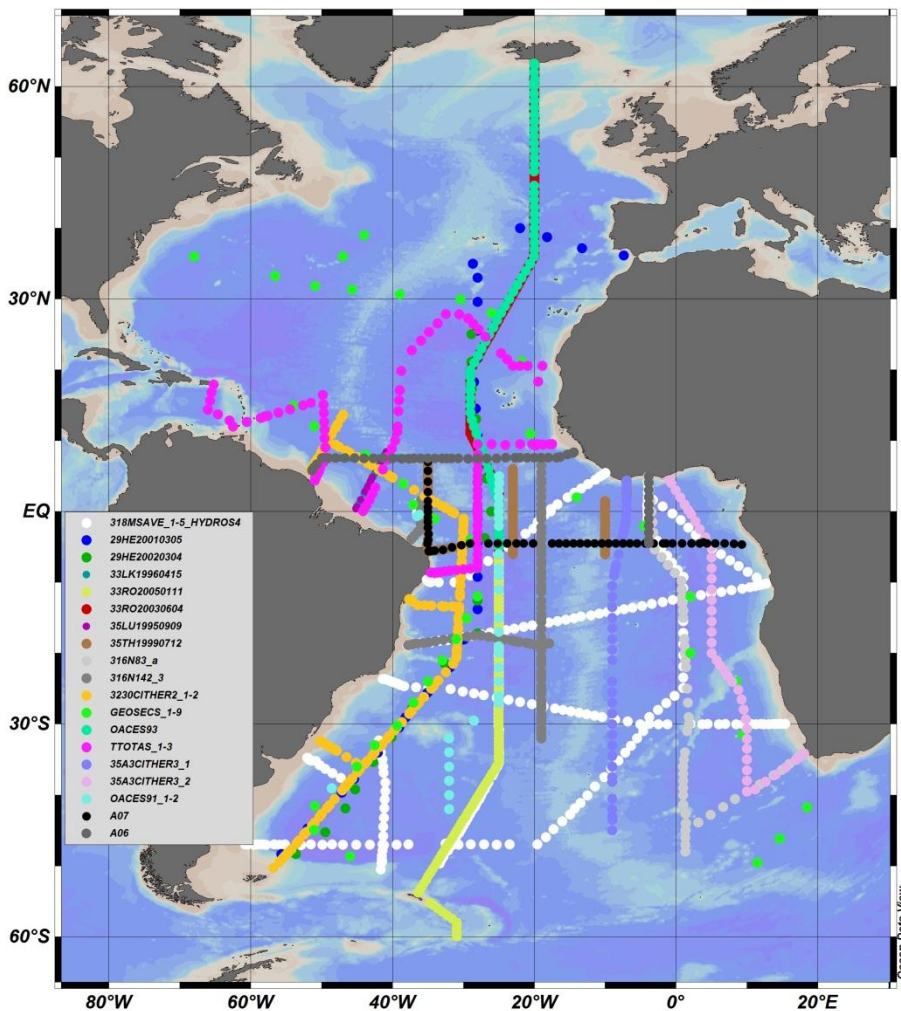 60°N
30°N
EQ
318MSAVE_1-5_HYDROS4
29HE20010305
29HE20020304
33LK19960415
33RO20050111
33RO20030604
35LU19950909
35TH19990712
316N83_a
316N142_3
3230CITHER2_1-2
GEOSECS_1-9
OACES93
TTOTAS_1-3
35A3CITHER3_1
35A3CITHER3_2
OACES91_1-2
A07
A06
30°S
60°S
80°W 60°W 40°W 20°W 0° 20°E
Ocean Data View